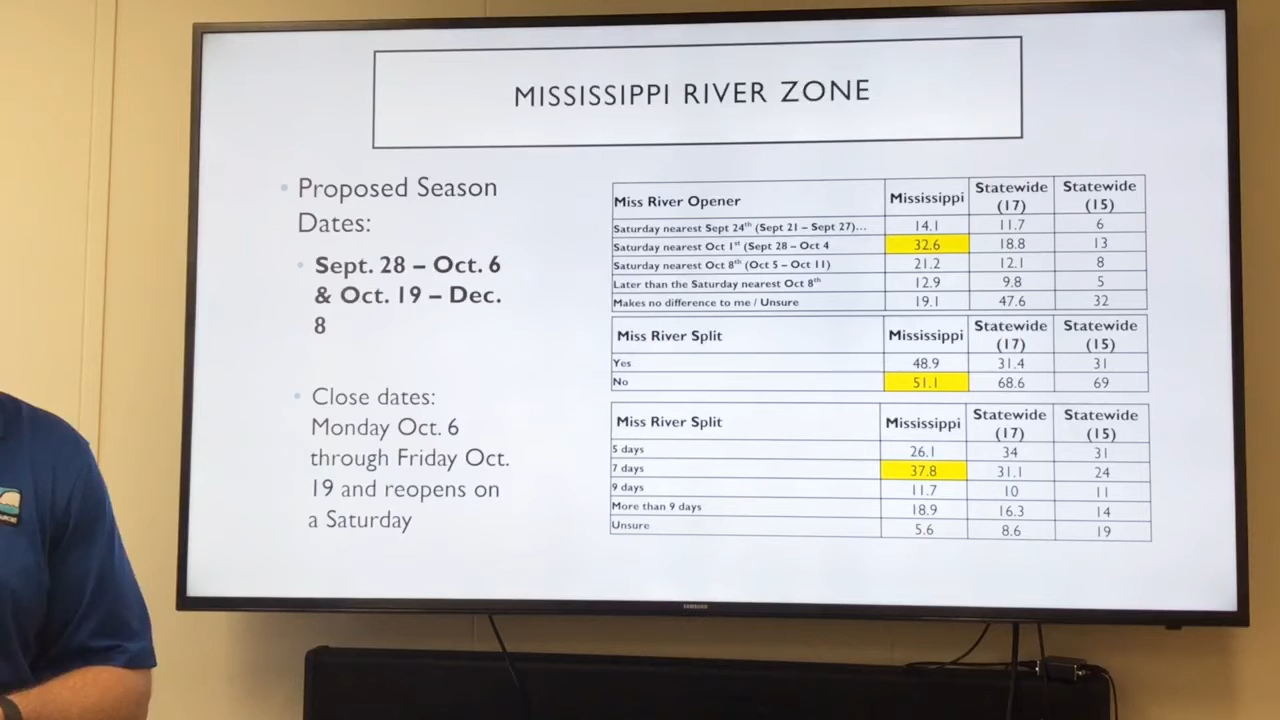 MISSISSIPPI RIVER ZONE
• Proposed Season
Dates:
• Sept. 28 – Oct. 6
& Oct. 19 – Dec.
8
• Close dates:
Monday Oct. 6
through Friday Oct.
19 and reopens on
a Saturday
Miss River Opener Mississippi Statewide (17) Statewide (15)
Saturday nearest Sept 24th (Sept 21 – Sept 27)... 14.1 11.7 6
Saturday nearest Oct 1st (Sept 28 – Oct 4 32.6 18.8 13
Saturday nearest Oct 8th (Oct 5 – Oct 11) 21.2 12.1 8
Later than the Saturday nearest Oct 8th 12.9 9.8 5
Makes no difference to me / Unsure 19.1 47.6 32
Miss River Split Mississippi Statewide (17) Statewide (15)
Yes 48.9 31.4 31
No 51.1 68.6 69
Miss River Split Mississippi Statewide (17) Statewide (15)
5 days 26.1 34 31
7 days 37.8 31.1 24
9 days 11.7 10 11
More than 9 days 18.9 16.3 14
Unsure 5.6 8.6 19
SAMSUNG